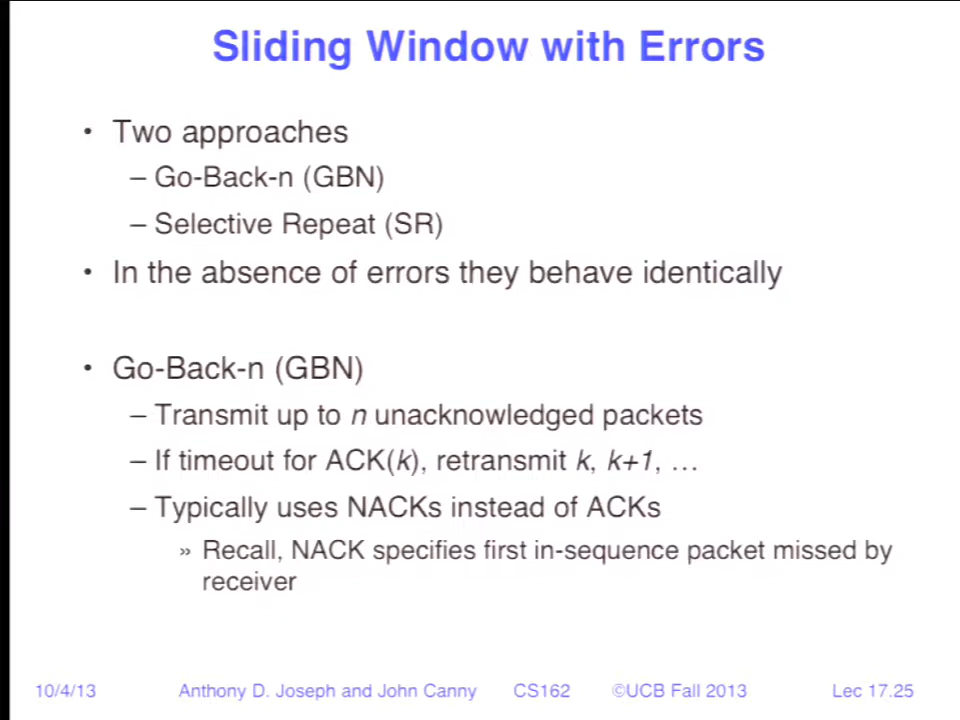 Sliding Window with Errors
• Two approaches
– Go-Back-n (GBN)
– Selective Repeat (SR)
• In the absence of errors they behave identically
• Go-Back-n (GBN)
– Transmit up to n unacknowledged packets
– If timeout for ACK(k), retransmit k, k+1, …
– Typically uses NACKs instead of ACKs
» Recall, NACK specifies first in-sequence packet missed by
receiver
10/4/13 Anthony D. Joseph and John Canny CS162 ©UCB Fall 2013 Lec 17.25